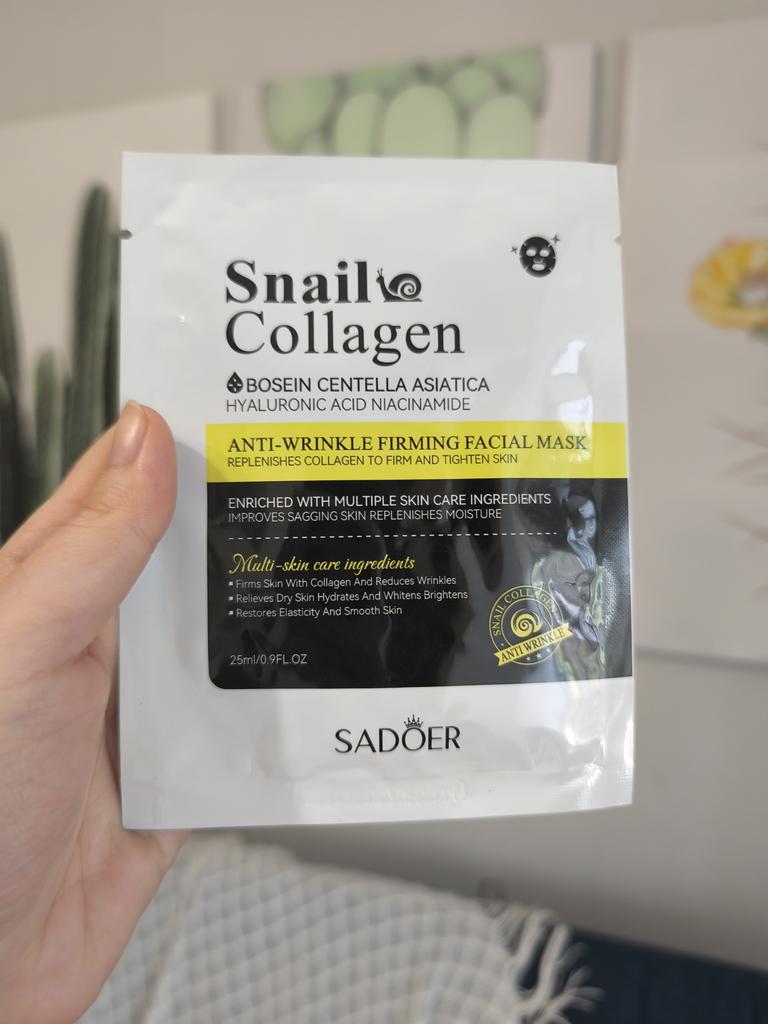 Snail
Collagen
BOSEIN CENTELLA ASIATICA
HYALURONIC ACID NIACINAMIDE
ANTI-WRINKLE FIRMING FACIAL MASK
REPLENISHES COLLAGEN TO FIRM AND TIGHTEN SKIN
ENRICHED WITH MULTIPLE SKIN CARE INGREDIENTS
IMPROVES SAGGING SKIN REPLENISHES MOISTURE
Multi-skin care ingredients
▪ Firms Skin With Collagen And Reduces Wrinkles
▪ Relieves Dry Skin Hydrates And Whitens Brightens
▪ Restores Elasticity And Smooth Skin
SNAIL COLLAGEN
ANTI WRINKLE
25ml/0.9FL.OZ
SADOER